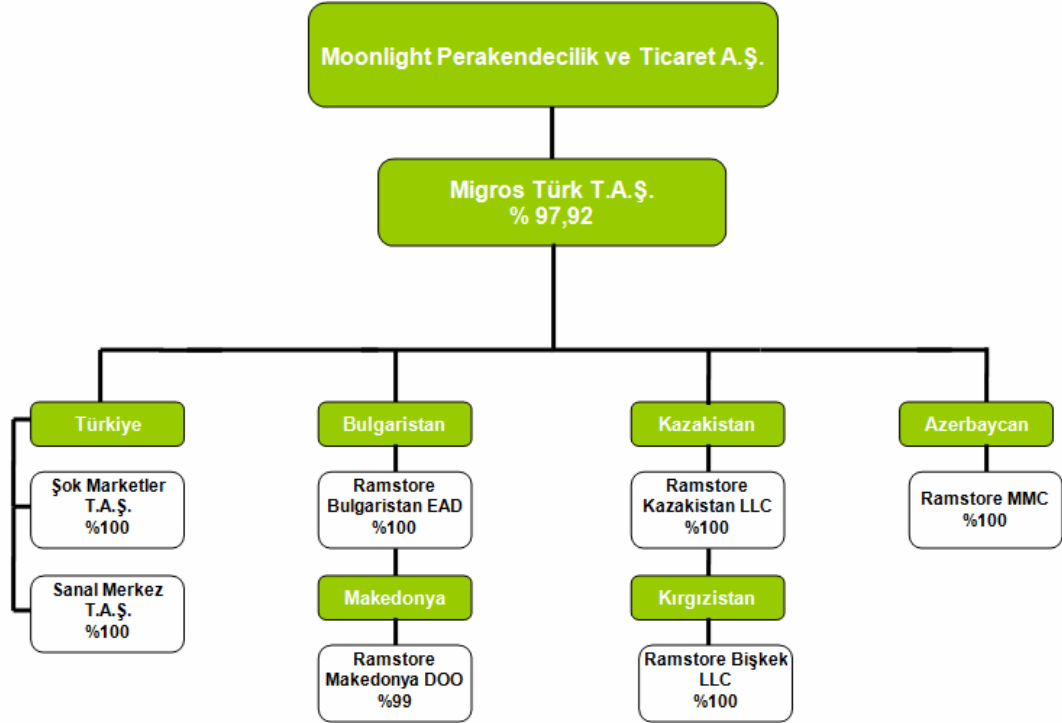 Moonlight Perakendecilik ve Ticaret A.Ş.
Migros Türk T.A.Ş.
% 97,92
Türkiye
Şok Marketler
T.A.Ş.
%100
Sanal Merkez
T.A.Ş.
%100
Bulgaristan
Ramstore
Bulgaristan EAD
%100
Makedonya
Ramstore
Makedonya DOO
%99
Kazakistan
Ramstore
Kazakistan LLC
%100
Kırgızistan
Ramstore Bişkek
LLC
%100
Azerbaycan
Ramstore MMC
%100